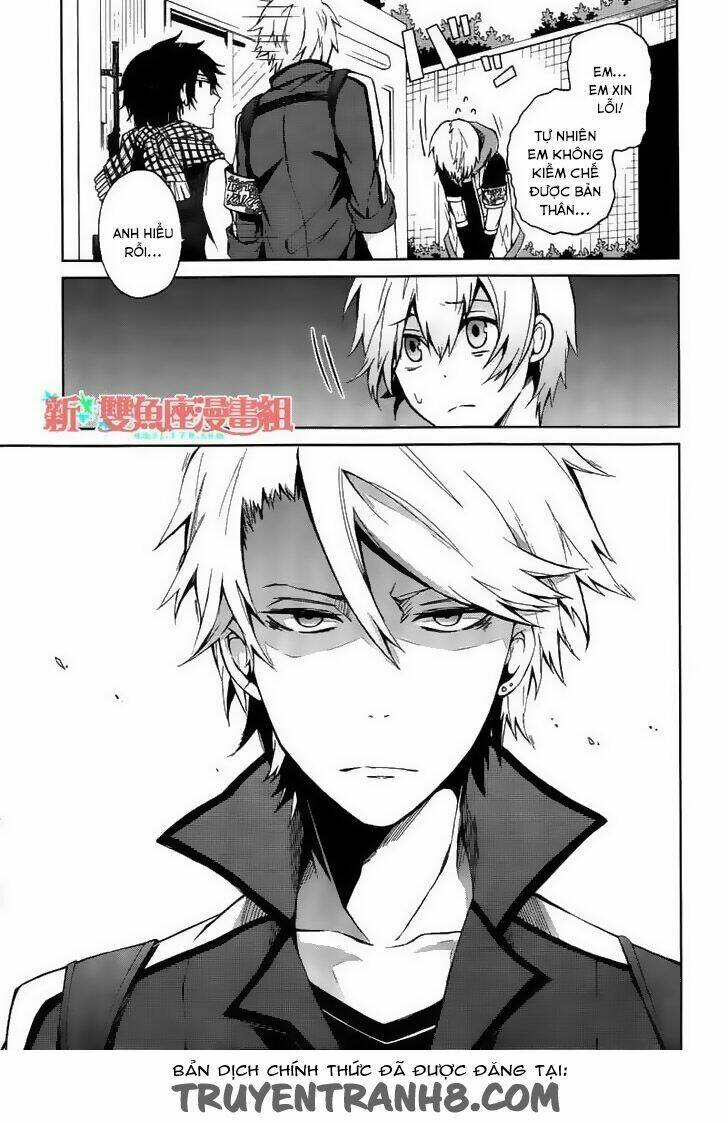 EM...
EM XIN
LỖI!
TỰ NHIÊN
EM KHÔNG
KIỀM CHẾ
ĐƯỢC BẢN
THÂN...
ANH HIỂU
RỒI...
新 雙魚座漫畫組
BẢN DỊCH CHÍNH THỨC ĐÃ ĐƯỢC ĐĂNG TẠI:
TRUYENTRANH8.COM